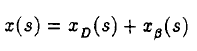 x(s) = x_D(s) + x_β(s)